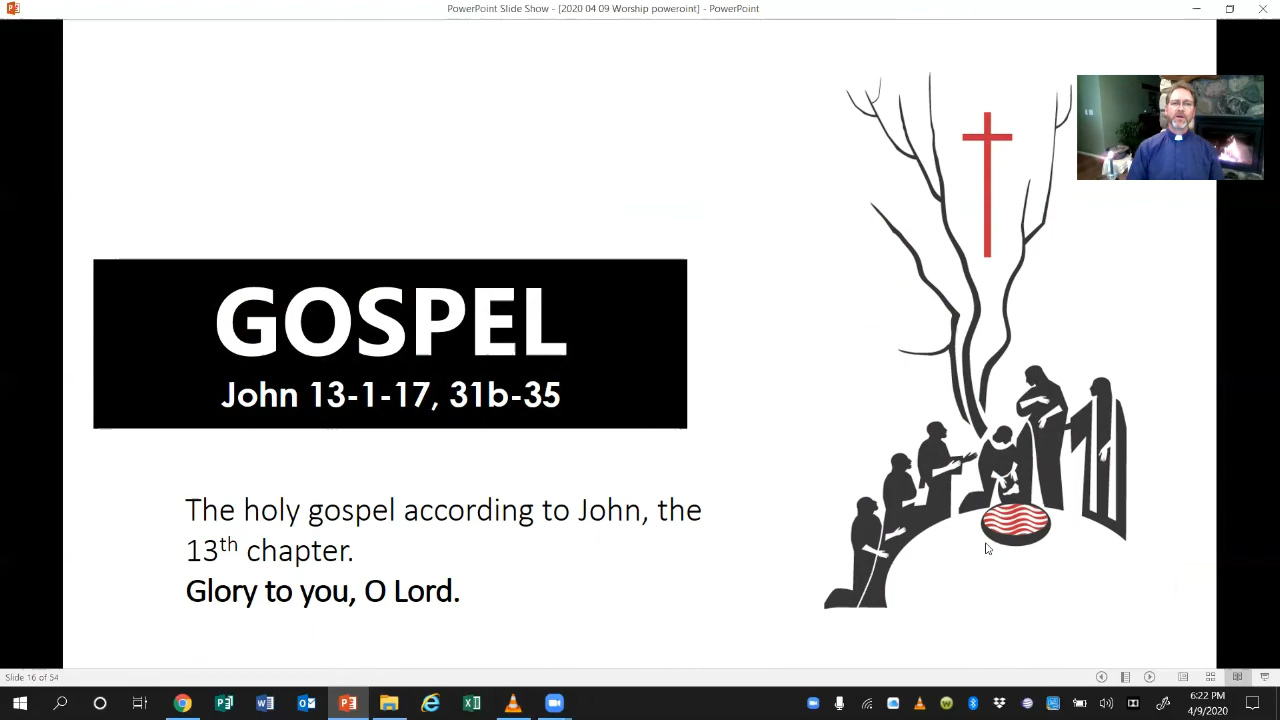 PowerPoint Slide Show - [2020 04 09 Worship poweroint] - PowerPoint
GOSPEL
John 13-1-17, 31b-35
The holy gospel according to John, the
13th chapter.
Glory to you, O Lord.
Slide 16 of 54
6:22 PM
4/9/2020